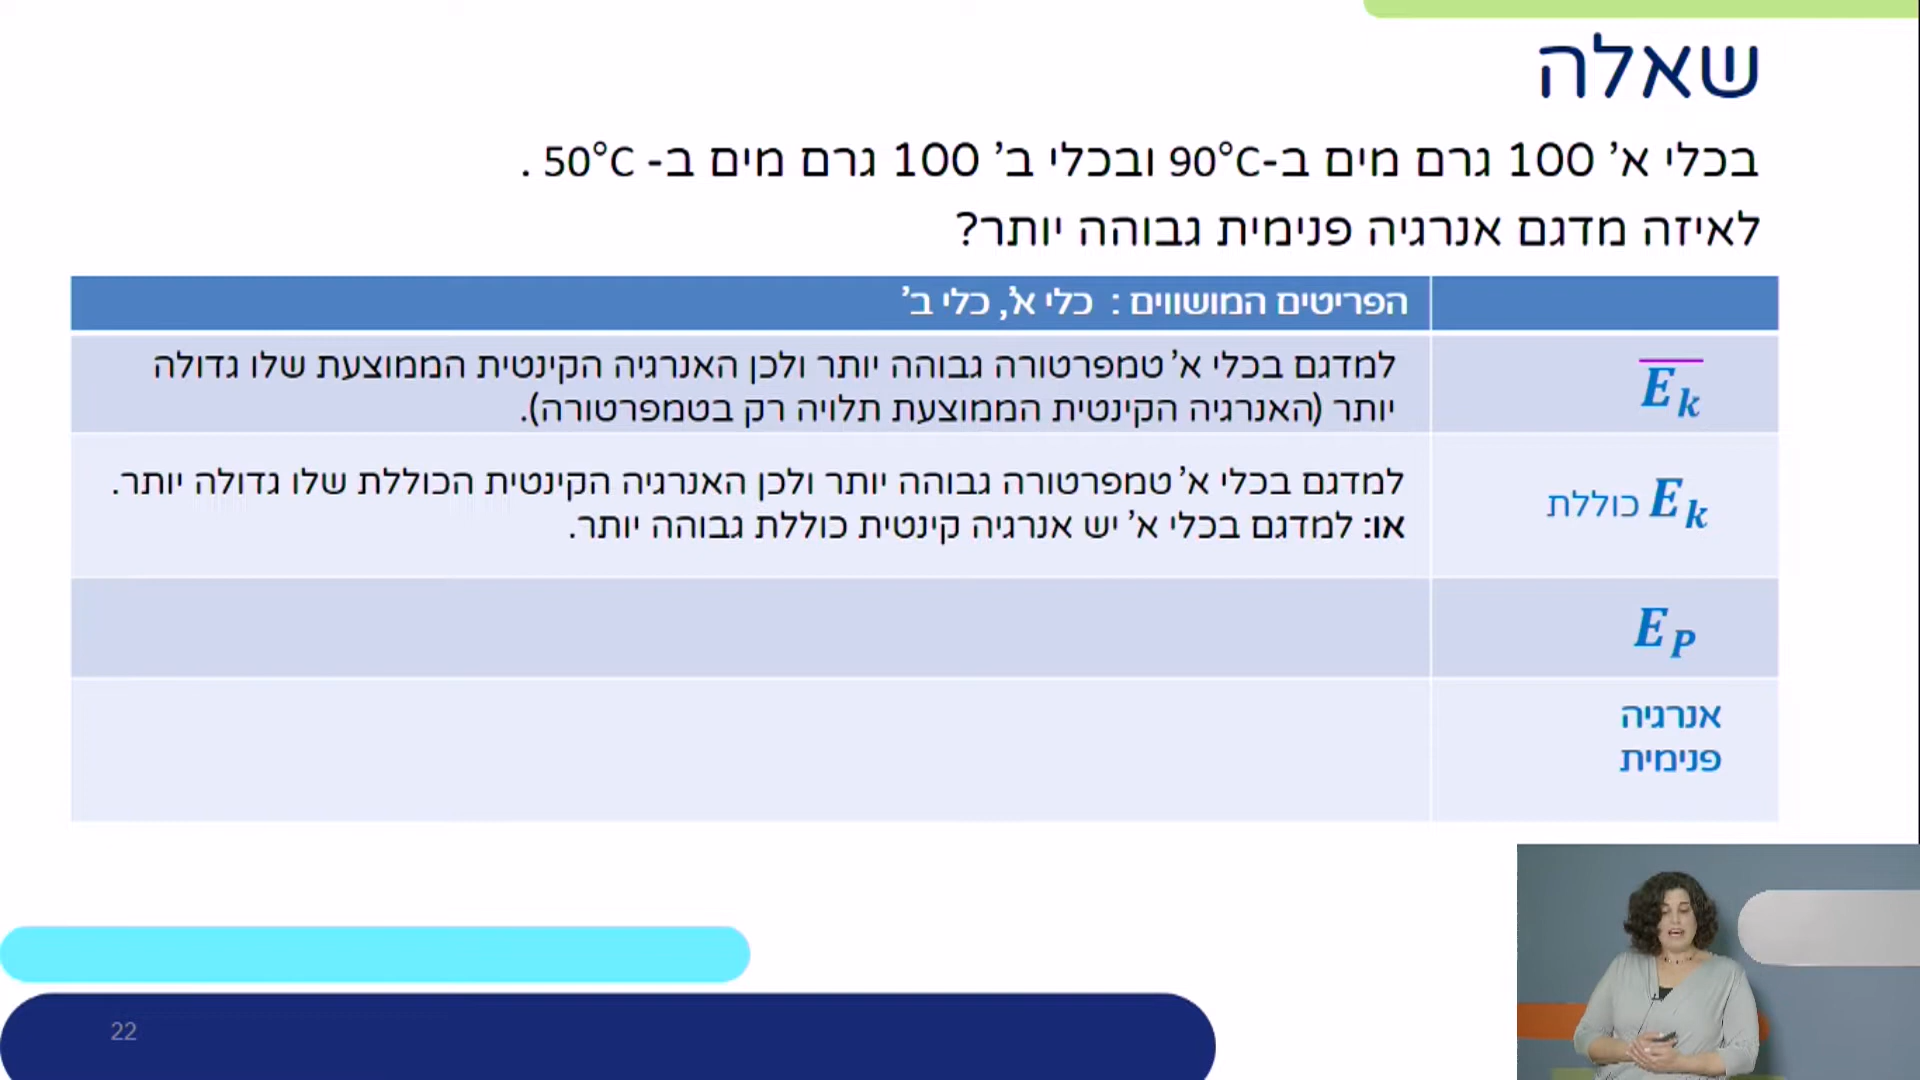 שאלה
בכלי א' 100 גרם מים ב-90°C ובכלי ב' 100 גרם מים ב- 50°C .
לאיזה מדגם אנרגיה פנימית גבוהה יותר?
הפריטים המושווים : כלי א', כלי ב'
E̅k
למדגם בכלי א' טמפרטורה גבוהה יותר ולכן האנרגיה הקינטית הממוצעת שלו גדולה
יותר (האנרגיה הקינטית הממוצעת תלויה רק בטמפרטורה).
Ek כוללת
למדגם בכלי א' טמפרטורה גבוהה יותר ולכן האנרגיה הקינטית הכוללת שלו גדולה יותר.
או: למדגם בכלי א' יש אנרגיה קינטית כוללת גבוהה יותר.
EP
אנרגיה
פנימית
22